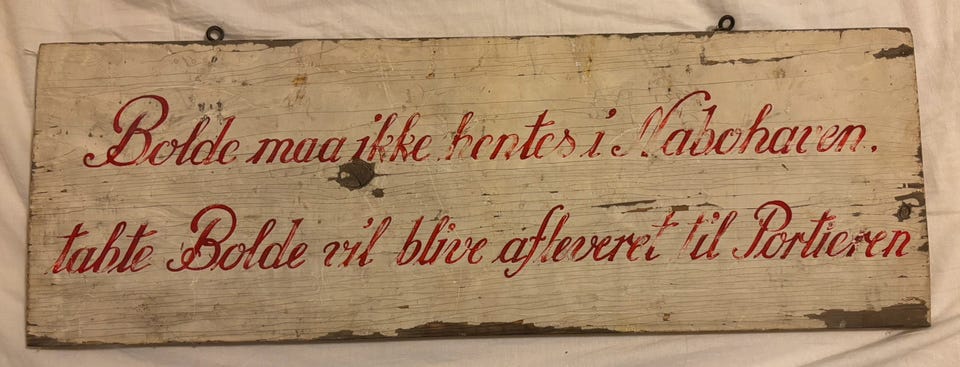 Bolde maa ikke hentes i Nabohaven.
tabte Bolde vil blive afleveret til Portieren